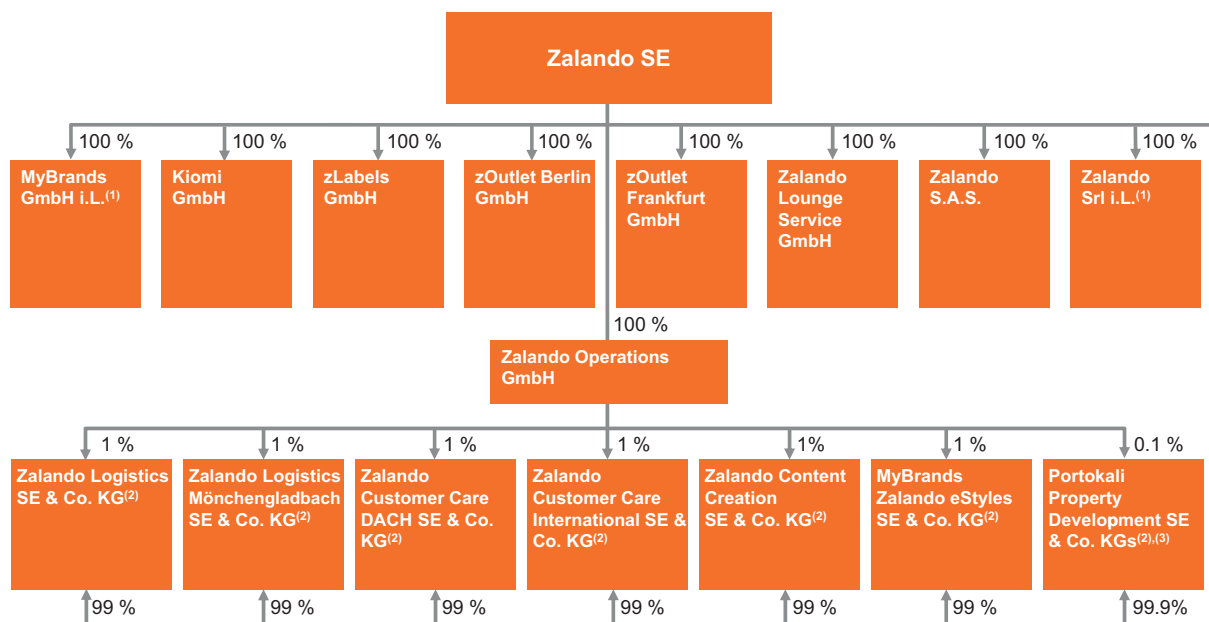 Zalando SE
100 %
100 %
100 %
100 %
100 %
100 %
100 %
100 %
MyBrands
GmbH i.L.(1)
Kiomi
GmbH
zLabels
GmbH
zOutlet Berlin
GmbH
zOutlet
Frankfurt
GmbH
Zalando
Lounge
Service
GmbH
Zalando
S.A.S.
Zalando
Srl i.L.(1)
100 %
Zalando Operations
GmbH
1 %
1 %
1 %
1 %
1%
1 %
0.1 %
Zalando Logistics
SE & Co. KG(2)
Zalando Logistics
Mönchengladbach
SE & Co. KG(2)
Zalando
Customer Care
DACH SE & Co.
KG(2)
Zalando
Customer Care
International SE &
Co. KG(2)
Zalando Content
Creation
SE & Co. KG(2)
MyBrands
Zalando eStyles
SE & Co. KG(2)
Portokali
Property
Development SE
& Co. KGs(2),(3)
99 %
99 %
99 %
99 %
99 %
99 %
99.9%